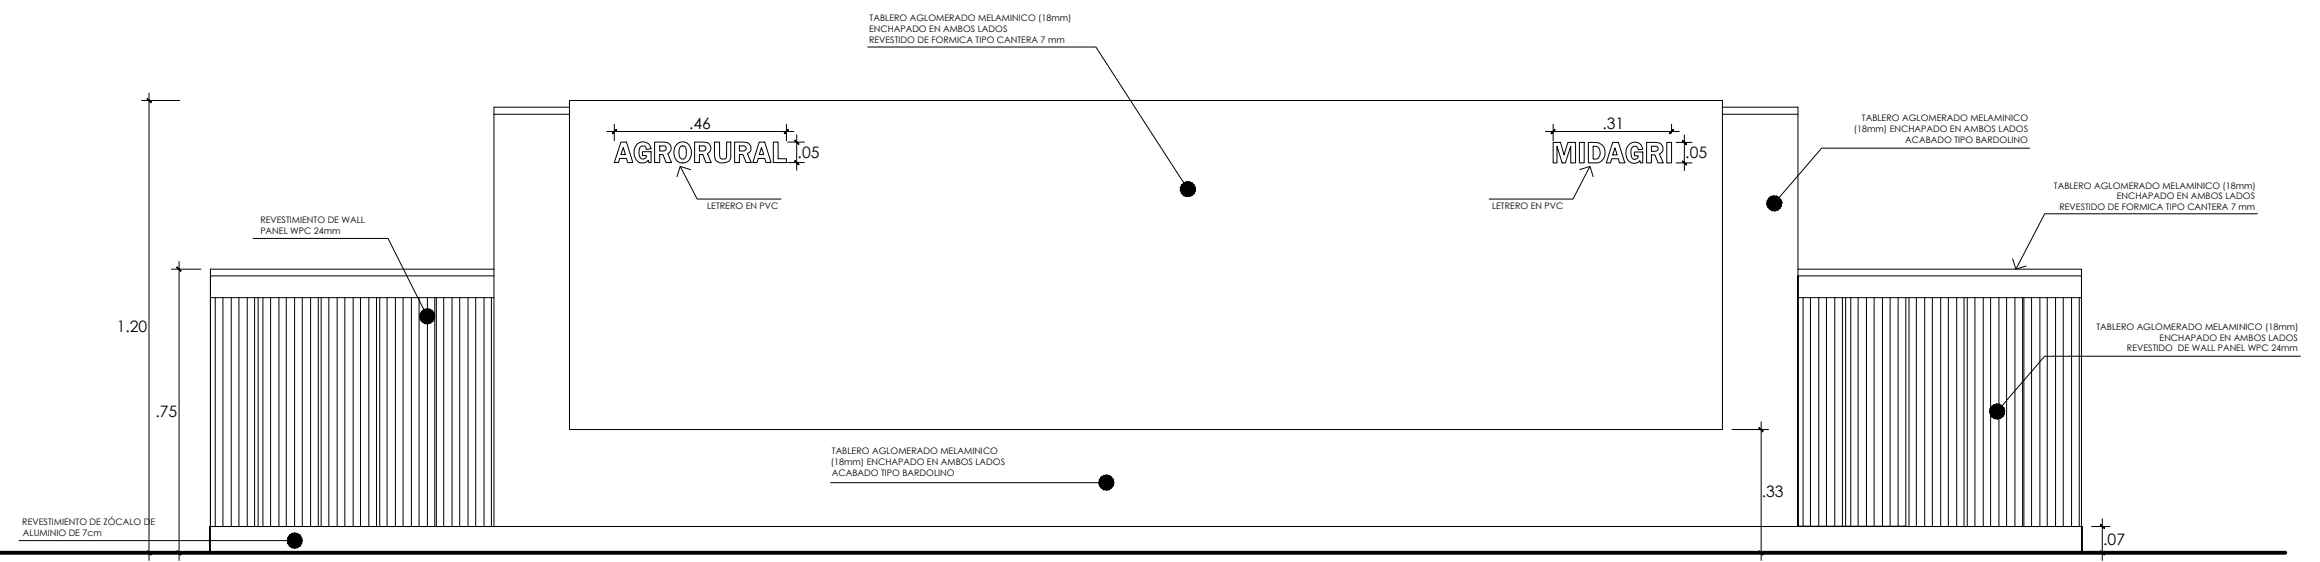 TABLERO AGLOMERADO MELAMINICO (18mm)
ENCHAPADO EN AMBOS LADOS
REVESTIDO DE FORMICA TIPO CANTERA 7 mm
.46
AGRORURAL
.05
LETRERO EN PVC
.31
MIDAGRI
.05
LETRERO EN PVC
TABLERO AGLOMERADO MELAMINICO
(18mm) ENCHAPADO EN AMBOS LADOS
ACABADO TIPO BARDOLINO
TABLERO AGLOMERADO MELAMINICO (18mm)
ENCHAPADO EN AMBOS LADOS
REVESTIDO DE FORMICA TIPO CANTERA 7 mm
REVESTIMIENTO DE WALL
PANEL WPC 24mm
1.20
.75
TABLERO AGLOMERADO MELAMINICO (18mm)
ENCHAPADO EN AMBOS LADOS
REVESTIDO DE WALL PANEL WPC 24mm
TABLERO AGLOMERADO MELAMINICO
(18mm) ENCHAPADO EN AMBOS LADOS
ACABADO TIPO BARDOLINO
.33
REVESTIMIENTO DE ZÓCALO DE
ALUMINIO DE 7cm
.07